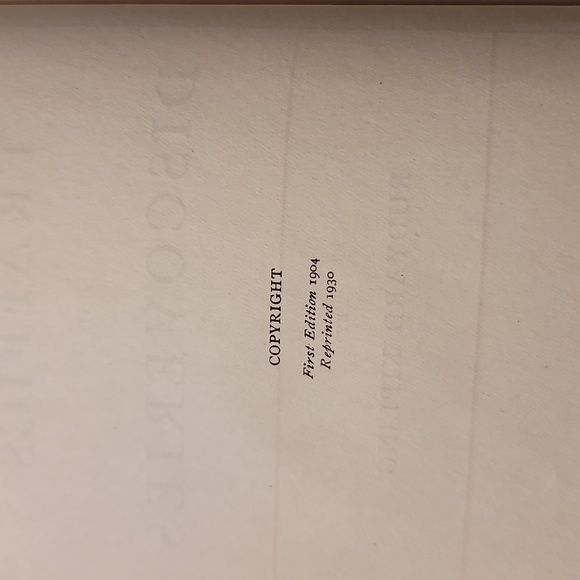 COPYRIGHT
First Edition 1904
Reprinted 1930